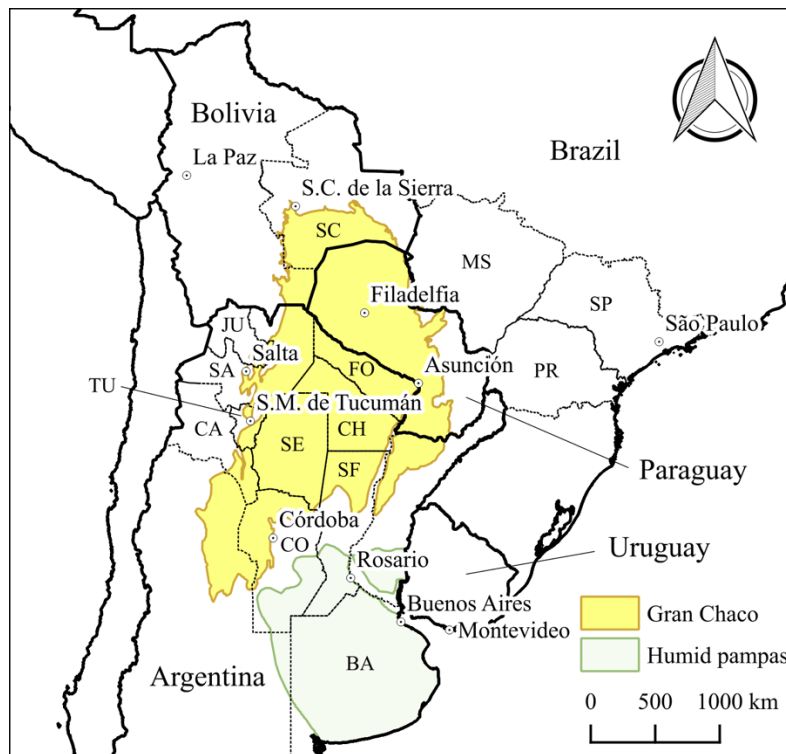 Bolivia
La Paz
Brazil
S.C. de la Sierra
SC
MS
Filadelfia
SP
São Paulo
JU
Salta
SA
FO
Asunción
PR
TU
S.M. de Tucumán
CA
SE
CH
SF
Paraguay
Córdoba
CO
Rosario
Uruguay
Buenos Aires
Montevideo
BA
Argentina
Gran Chaco
Humid pampas
0 500 1000 km